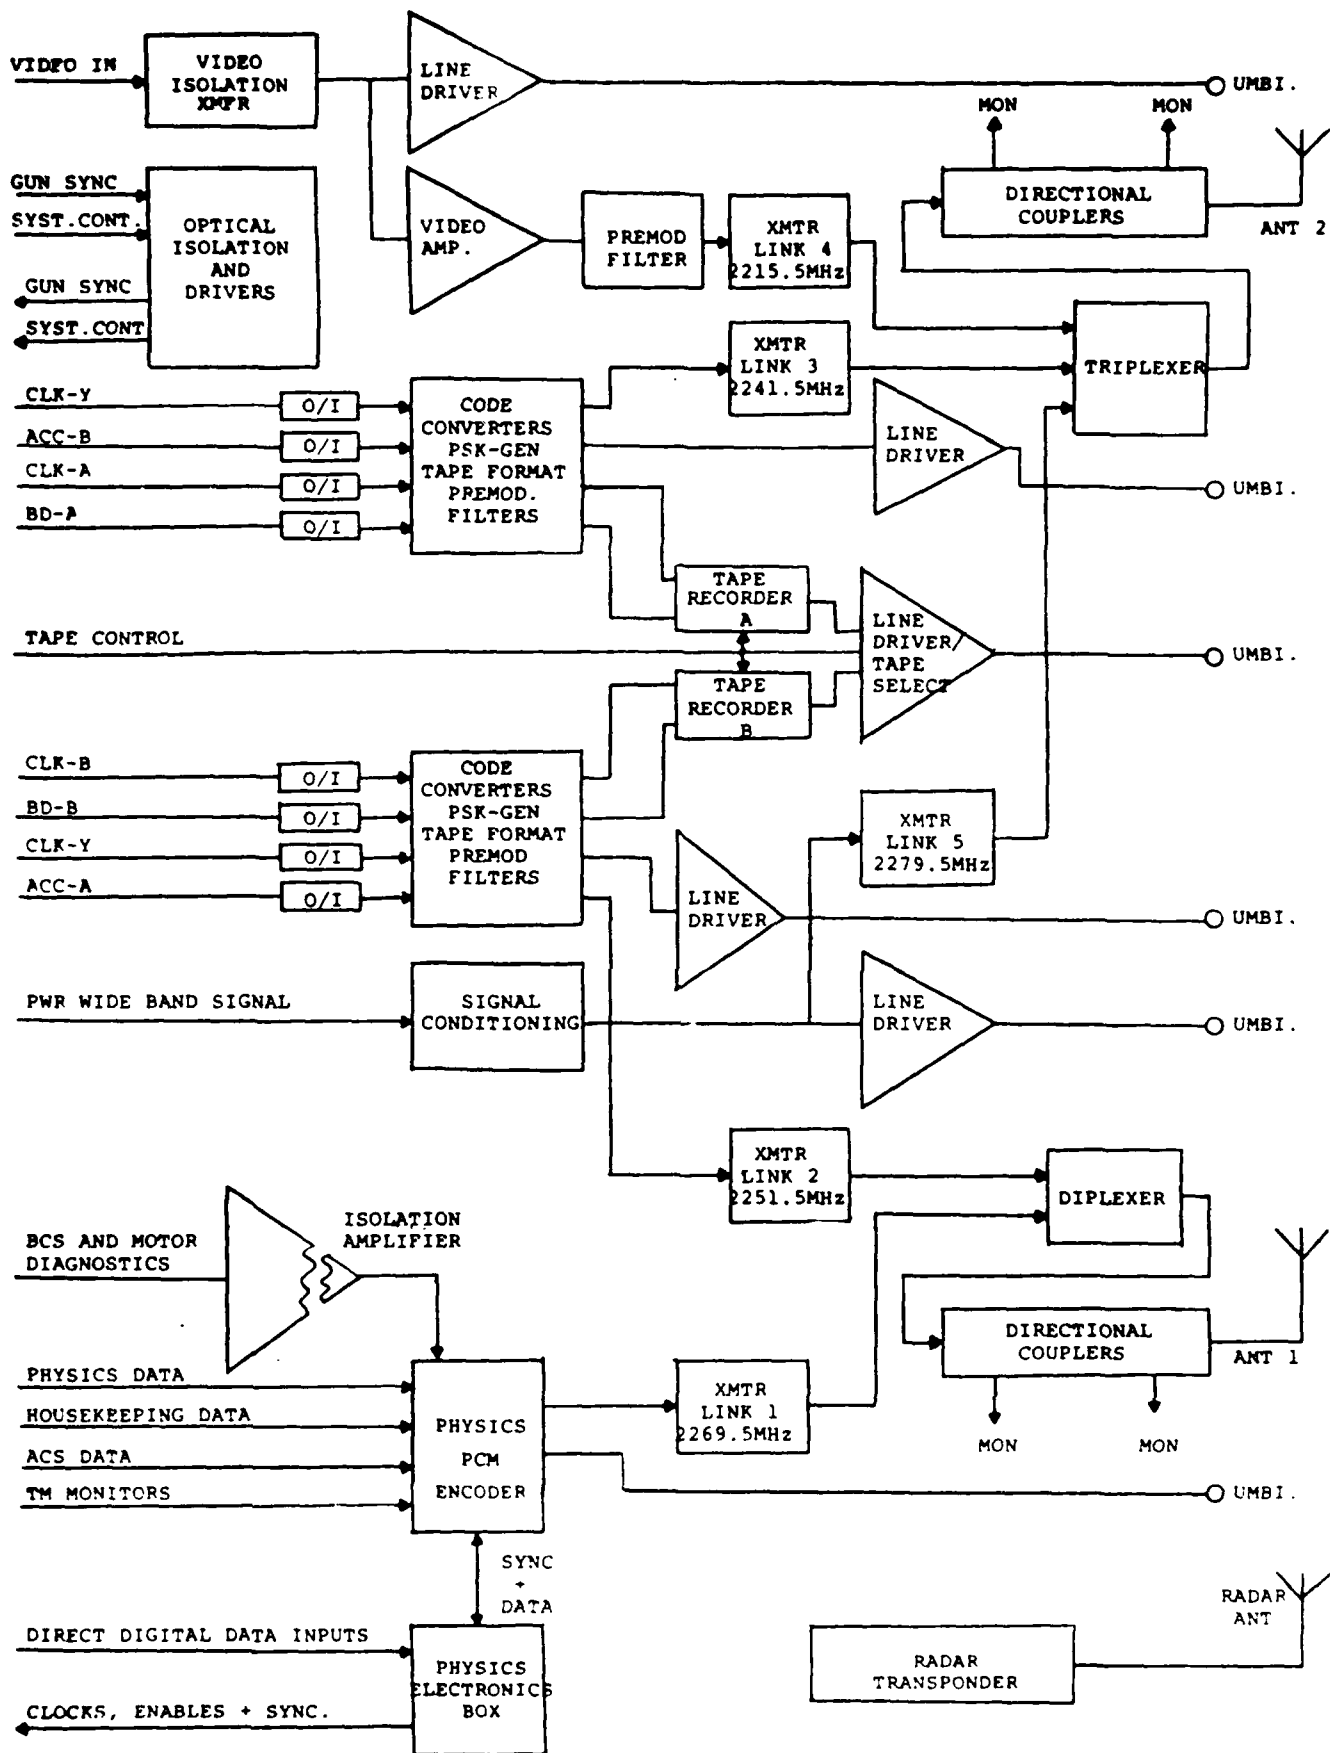 VIDEO IN
VIDEO
ISOLATION
XMFR
LINE
DRIVER
UMBI.
MON
MON
GUN SYNC
SYST.CONT.
GUN SYNC
SYST.CONT
OPTICAL
ISOLATION
AND
DRIVERS
VIDEO
AMP.
PREMOD
FILTER
XMTR
LINK 4
2215.5MHz
DIRECTIONAL
COUPLERS
ANT 2
XMTR
LINK 3
2241.5MHz
TRIPLEXER
CLK-Y
O/I
ACC-B
O/I
CLK-A
O/I
BD-A
O/I
CODE
CONVERTERS
PSK-GEN
TAPE FORMAT
PREMOD.
FILTERS
LINE
DRIVER
UMBI.
TAPE
RECORDER
A
TAPE CONTROL
LINE
DRIVER/
TAPE
SELECT
UMBI.
TAPE
RECORDER
B
CLK-B
O/I
BD-B
O/I
CLK-Y
O/I
ACC-A
O/I
CODE
CONVERTERS
PSK-GEN
TAPE FORMAT
PREMOD
FILTERS
XMTR
LINK 5
2279.5MHz
LINE
DRIVER
UMBI.
PWR WIDE BAND SIGNAL
SIGNAL
CONDITIONING
LINE
DRIVER
UMBI.
XMTR
LINK 2
2251.5MHz
DIPLEXER
BCS AND MOTOR
DIAGNOSTICS
ISOLATION
AMPLIFIER
DIRECTIONAL
COUPLERS
ANT 1
MON
MON
PHYSICS DATA
HOUSEKEEPING DATA
ACS DATA
TM MONITORS
PHYSICS
PCM
ENCODER
XMTR
LINK 1
2269.5MHz
UMBI.
SYNC
+
DATA
DIRECT DIGITAL DATA INPUTS
CLOCKS, ENABLES + SYNC.
PHYSICS
ELECTRONICS
BOX
RADAR
TRANSPONDER
RADAR
ANT